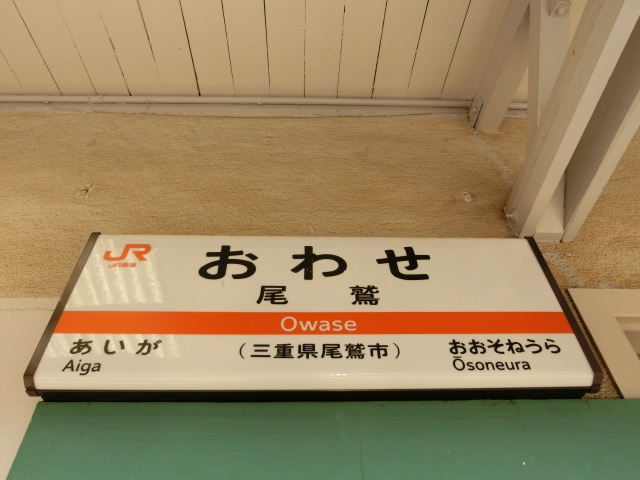 JR
JR東海
おわせ
尾鷲
Owase
あいが
Aiga
(三重県尾鷲市)
おおそねうら
Ōsoneura